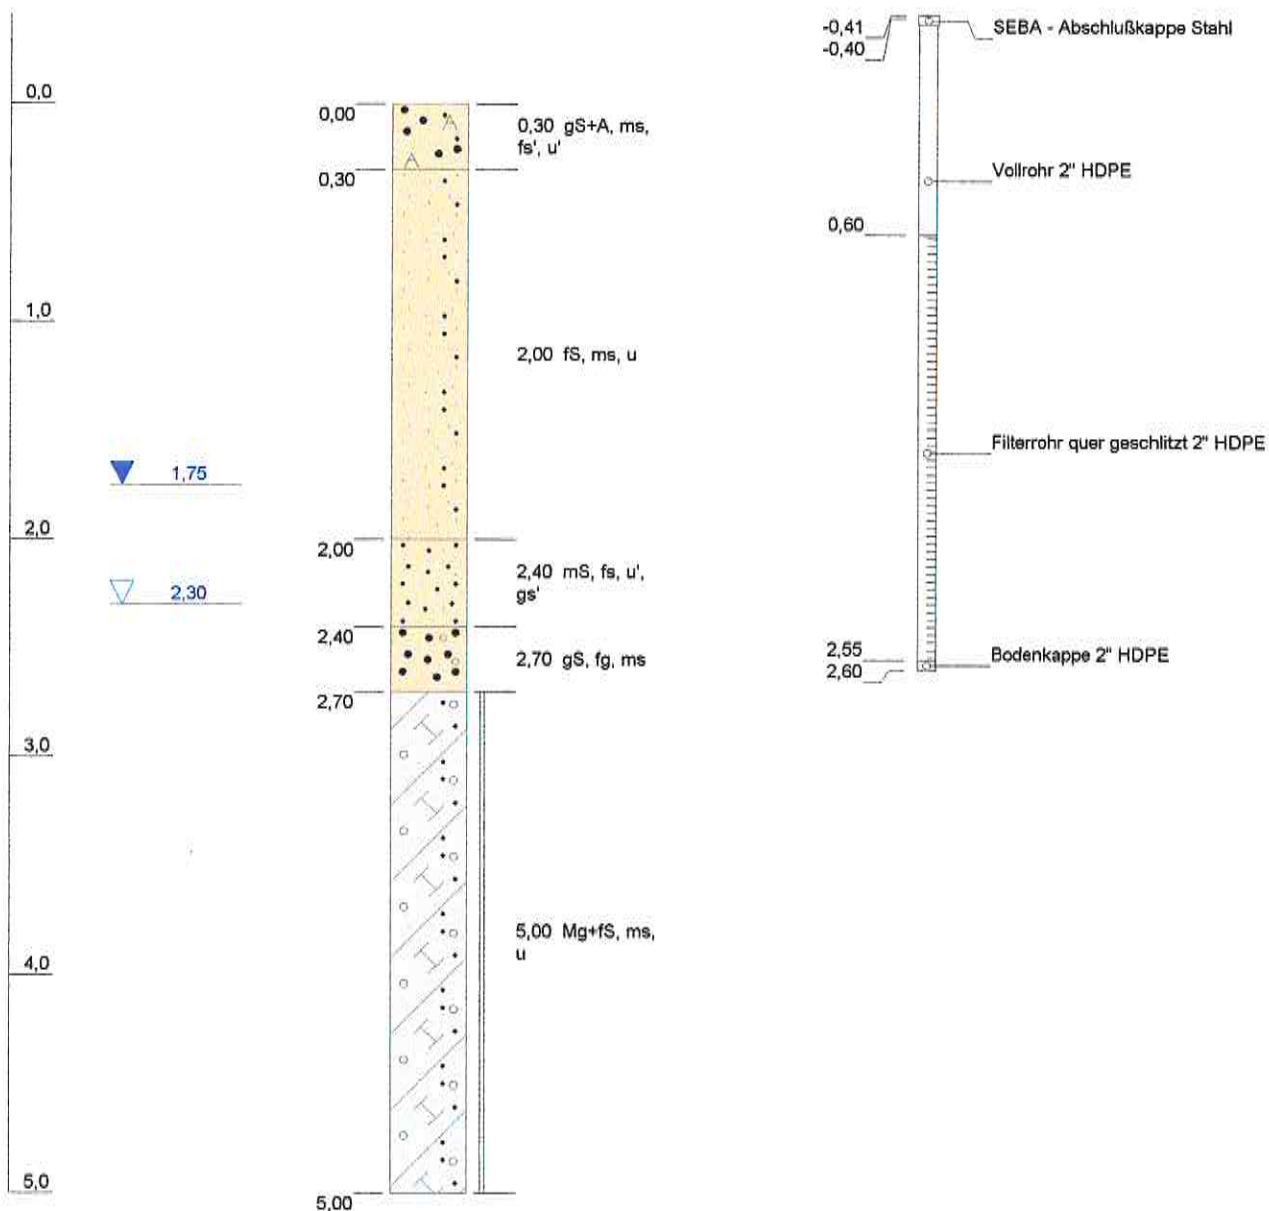 -0,41
-0,40
SEBA - Abschlußkappe Stahl
0,0
0,00
0,30 gS+A, ms,
fs', u'
A
A
0,30
Vollrohr 2" HDPE
0,60
1,0
2,00 fS, ms, u
Filterrohr quer geschlitzt 2" HDPE
1,75
2,0
2,00
2,40 mS, fs, u',
gs'
2,30
2,40
2,70 gS, fg, ms
2,55
2,60
Bodenkappe 2" HDPE
2,70
3,0
5,00 Mg+fS, ms,
u
4,0
5,0
5,00